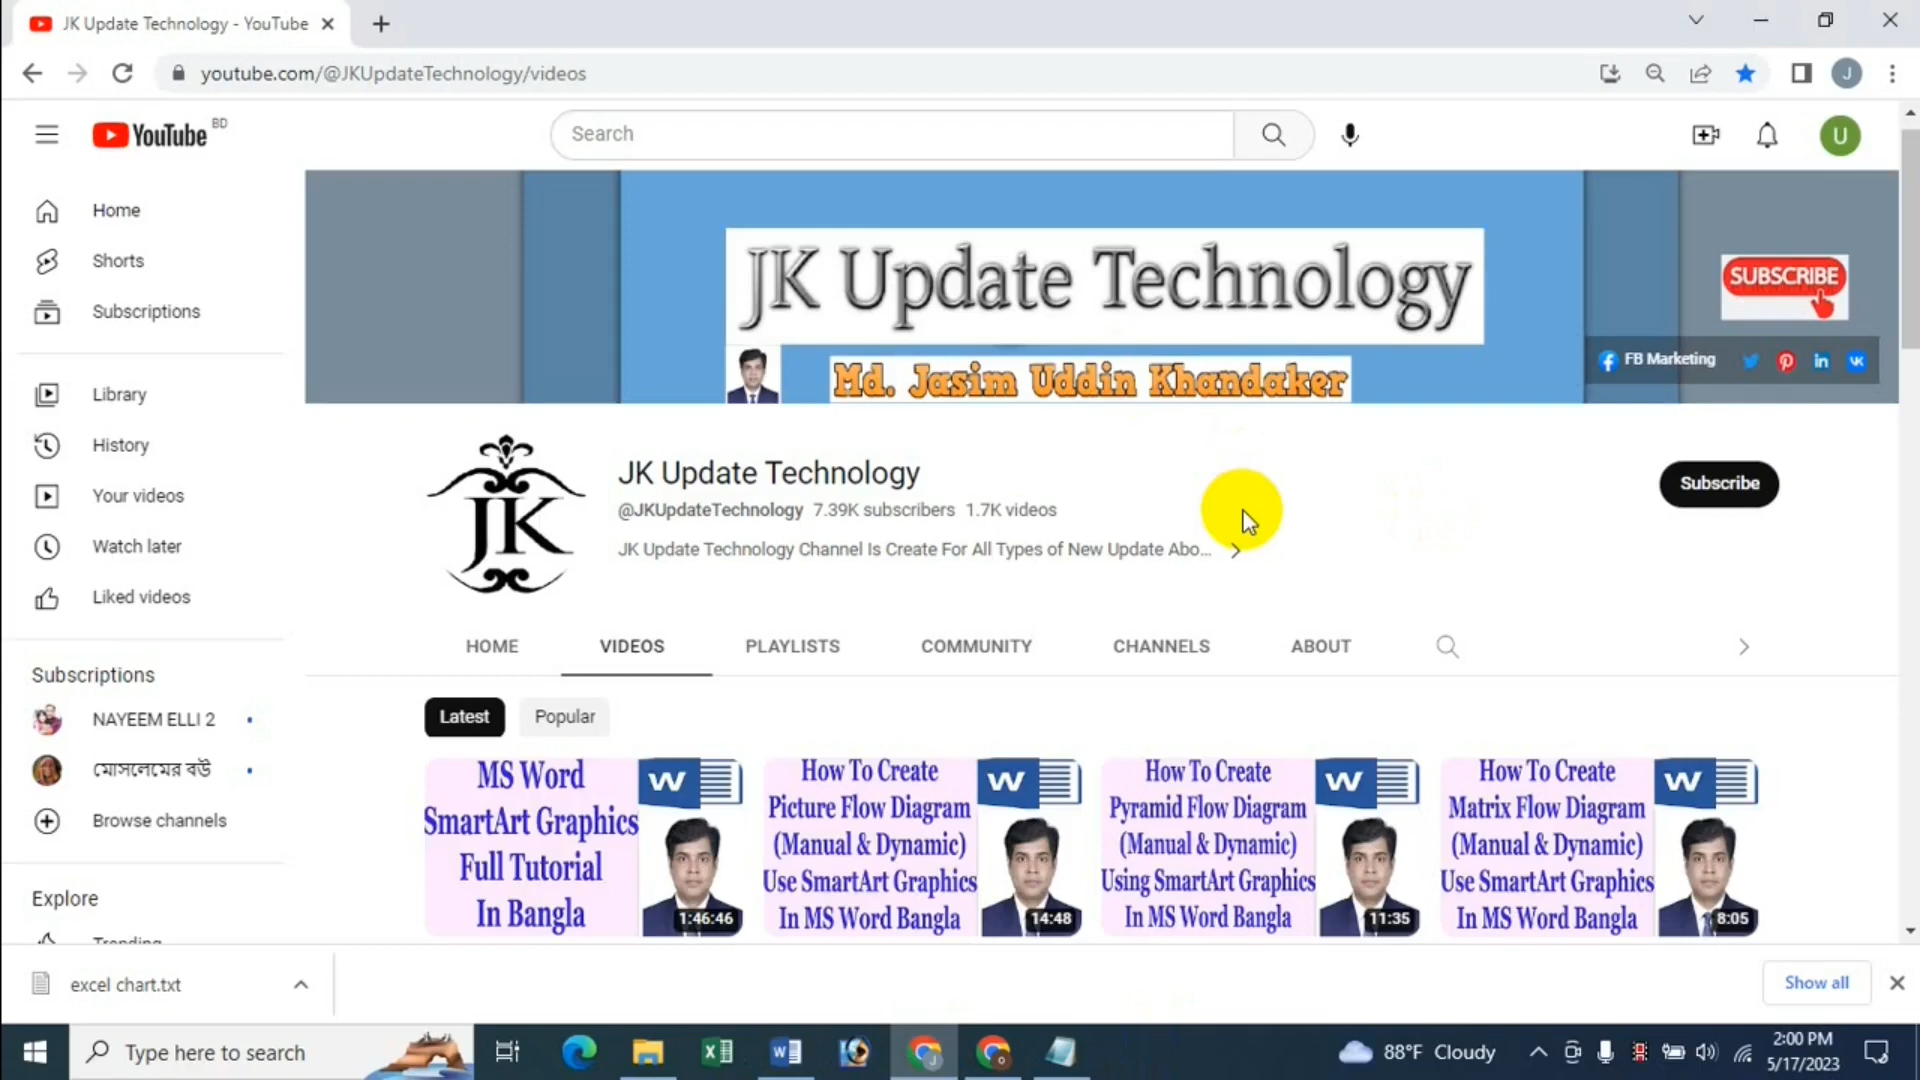 JK Update Technology - YouTube
youtube.com/@JKUpdateTechnology/videos
J
YouTube BD
Search
U
Home
Shorts
Subscriptions
Library
History
Your videos
Watch later
Liked videos
Subscriptions
NAYEEM ELLI 2
মোসলেমের বউ
Browse channels
Explore
Trending
JK Update Technology
Md. Jasim Uddin Khandaker
SUBSCRIBE
FB Marketing
JK
JK Update Technology
@JKUpdateTechnology 7.39K subscribers 1.7K videos
JK Update Technology Channel Is Create For All Types of New Update Abo...
Subscribe
HOME VIDEOS PLAYLISTS COMMUNITY CHANNELS ABOUT
Latest Popular
MS Word
SmartArt Graphics
Full Tutorial
In Bangla
W
1:46:46
How To Create
Picture Flow Diagram
(Manual & Dynamic)
Use SmartArt Graphics
In MS Word Bangla
W
14:48
How To Create
Pyramid Flow Diagram
(Manual & Dynamic)
Using SmartArt Graphics
In MS Word Bangla
W
11:35
How To Create
Matrix Flow Diagram
(Manual & Dynamic)
Use SmartArt Graphics
In MS Word Bangla
W
8:05
excel chart.txt
Show all
Type here to search
88°F Cloudy
2:00 PM
5/17/2023